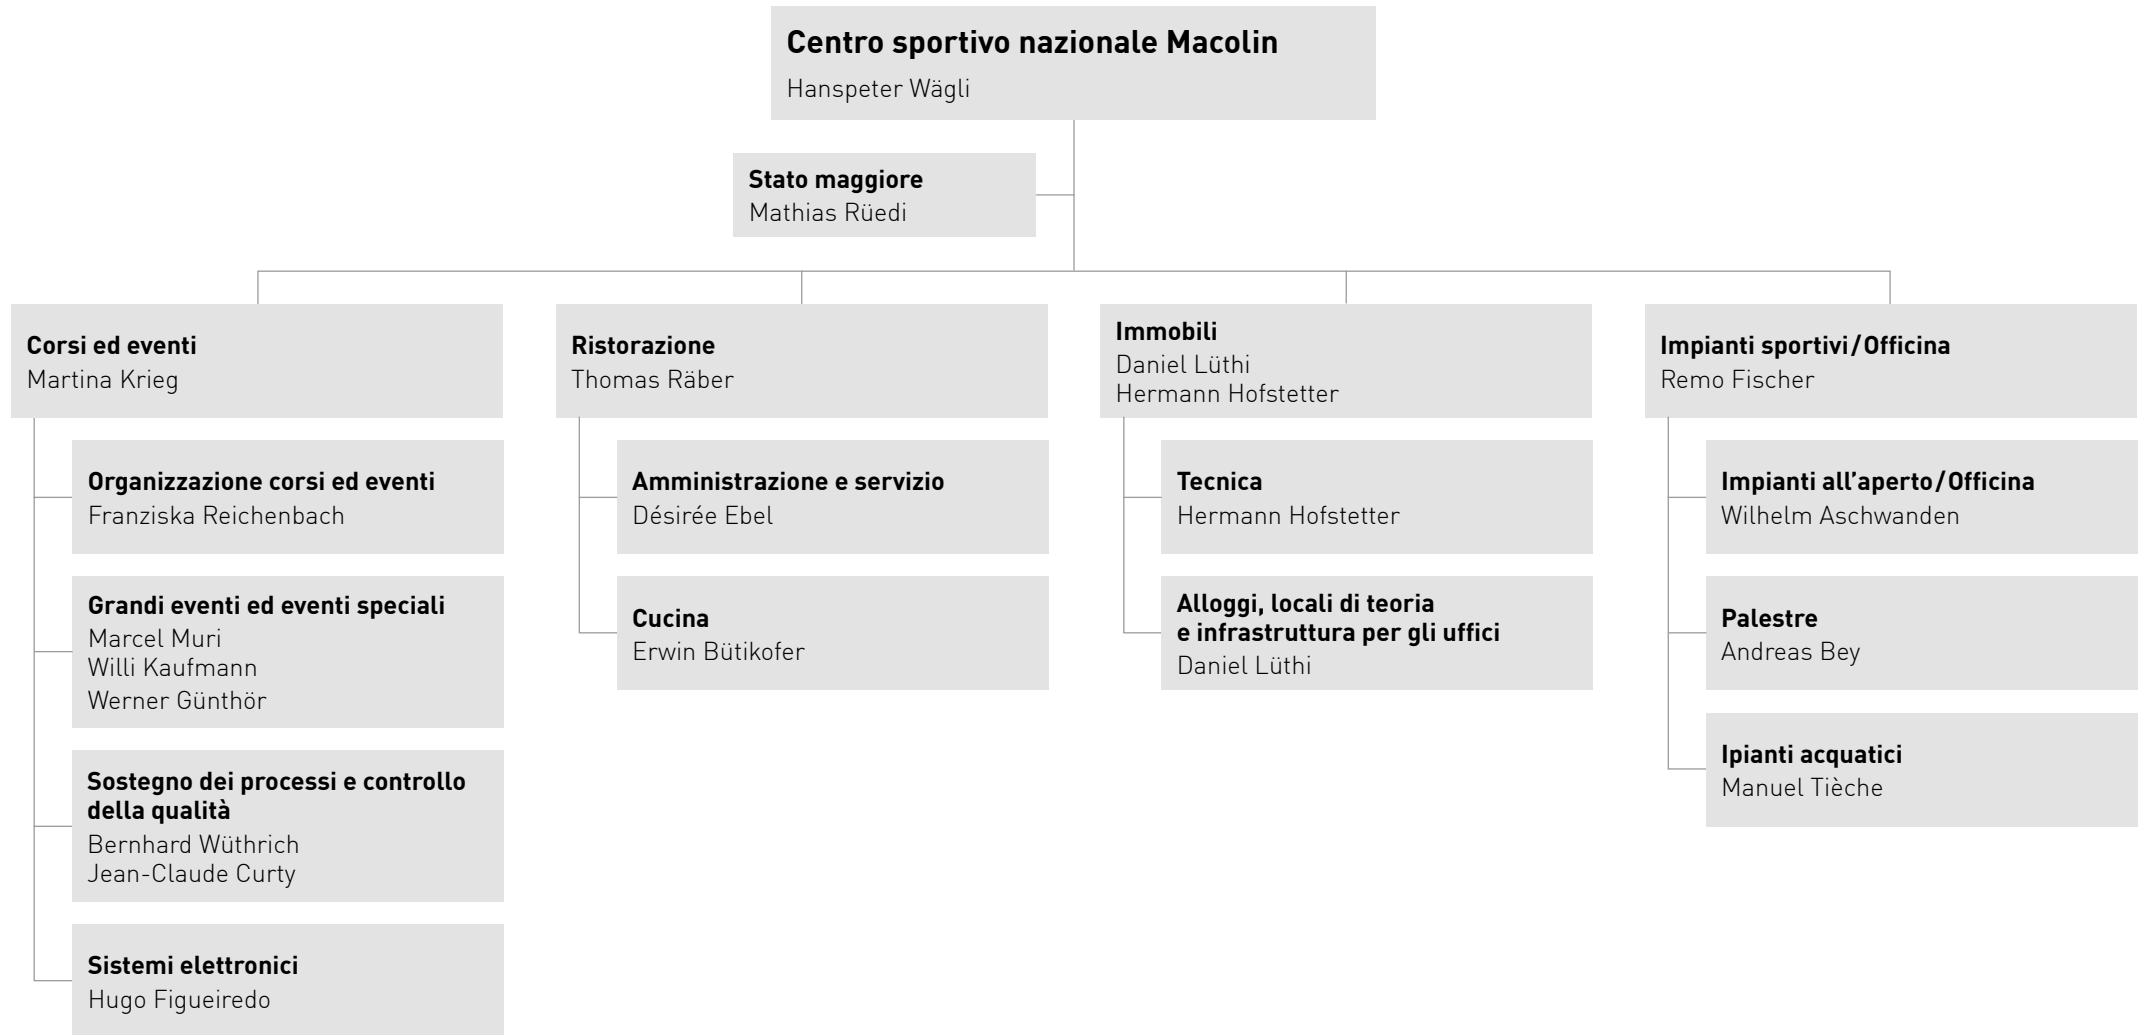 Centro sportivo nazionale Macolin
Hanspeter Wägli
Stato maggiore
Mathias Rüedi
Corsi ed eventi
Martina Krieg
Organizzazione corsi ed eventi
Franziska Reichenbach
Grandi eventi ed eventi speciali
Marcel Muri
Willi Kaufmann
Werner Günthör
Sostegno dei processi e controllo
della qualità
Bernhard Wüthrich
Jean-Claude Curty
Sistemi elettronici
Hugo Figueiredo
Ristorazione
Thomas Räber
Amministrazione e servizio
Désirée Ebel
Cucina
Erwin Bütikofer
Immobili
Daniel Lüthi
Hermann Hofstetter
Tecnica
Hermann Hofstetter
Alloggi, locali di teoria
e infrastruttura per gli uffici
Daniel Lüthi
Impianti sportivi/Officina
Remo Fischer
Impianti all’aperto/Officina
Wilhelm Aschwanden
Palestre
Andreas Bey
Ipianti acquatici
Manuel Tièche